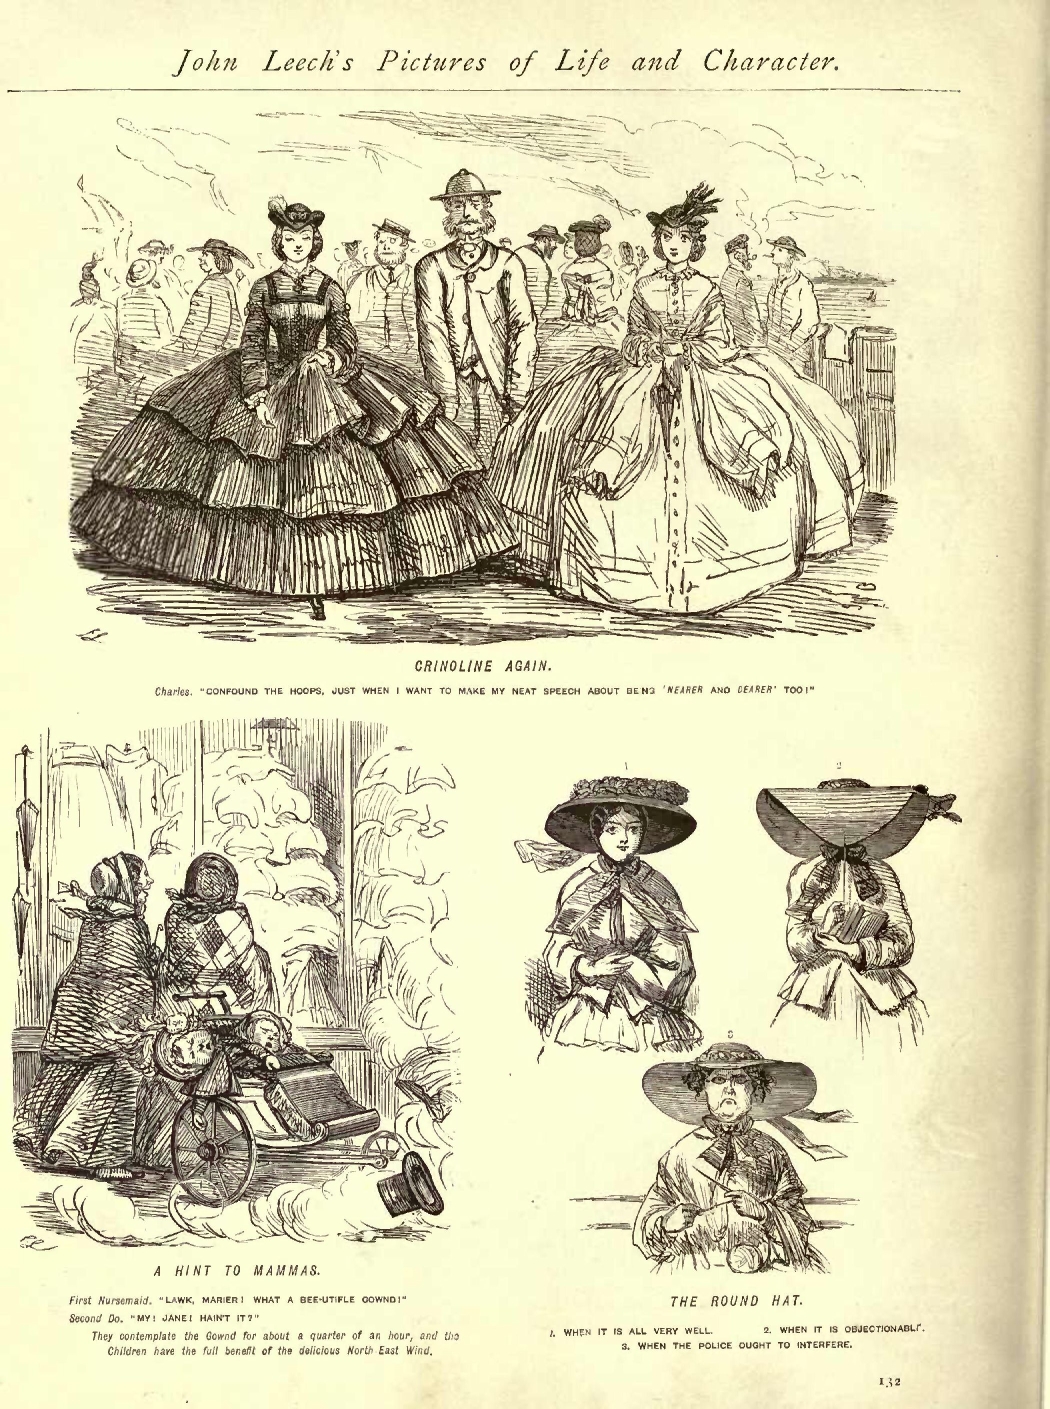 John Leech's Pictures of Life and Character.
CRINOLINE AGAIN.
Charles. "CONFOUND THE HOOPS, JUST WHEN I WANT TO MAKE MY NEAT SPEECH ABOUT BEING 'NEARER AND DEARER' TOO!"
1
2
3
A HINT TO MAMMAS.
First Nursemaid. "LAWK, MARIER! WHAT A BEE-UTIFLE GOWND!"
Second Do. "MY! JANE! HAIN'T IT?"
They contemplate the Gownd for about a quarter of an hour, and the
Children have the full benefit of the delicious North East Wind.
THE ROUND HAT.
1. WHEN IT IS ALL VERY WELL. 2. WHEN IT IS OBJECTIONABLE.
3. WHEN THE POLICE OUGHT TO INTERFERE.
132